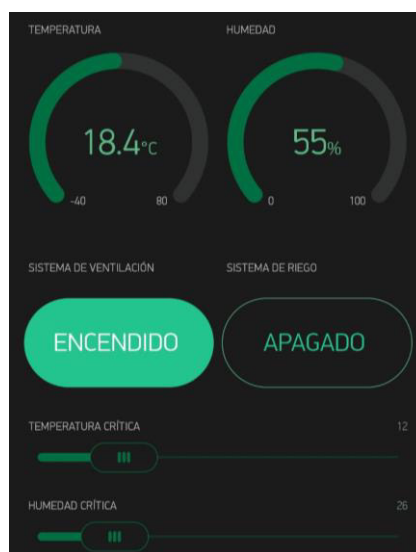 TEMPERATURA HUMEDAD
18.4°C 55%
-40 80 0 100
SISTEMA DE VENTILACIÓN SISTEMA DE RIEGO
ENCENDIDO APAGADO
TEMPERATURA CRÍTICA 12
HUMEDAD CRÍTICA 26